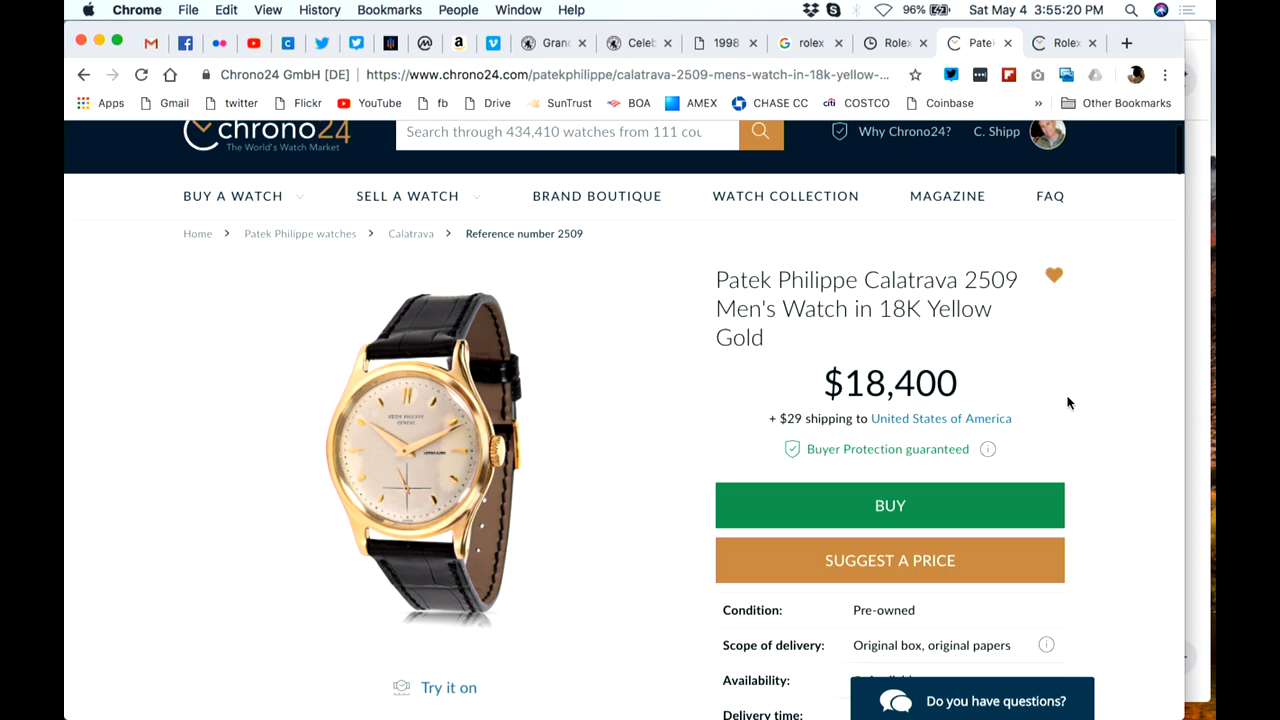 Chrome File Edit View History Bookmarks People Window Help 96% Sat May 4 3:55:20 PM
Grand Celeb 1998 rolex Rolex Patek Rolex
Chrono24 GmbH [DE] https://www.chrono24.com/patekphilippe/calatrava-2509-mens-watch-in-18k-yellow-...
Apps Gmail twitter Flickr YouTube fb Drive SunTrust BOA AMEX CHASE CC COSTCO Coinbase » Other Bookmarks
chrono24
The World's Watch Market
Search through 434,410 watches from 111 cou
Why Chrono24? C. Shipp
BUY A WATCH SELL A WATCH BRAND BOUTIQUE WATCH COLLECTION MAGAZINE FAQ
Home Patek Philippe watches Calatrava Reference number 2509
PATEK PHILIPPE
GENEVE
Patek Philippe Calatrava 2509
Men's Watch in 18K Yellow
Gold
$18,400
+ $29 shipping to United States of America
Buyer Protection guaranteed
BUY
SUGGEST A PRICE
Condition: Pre-owned
Scope of delivery: Original box, original papers
Availability:
Delivery time:
Try it on
Do you have questions?